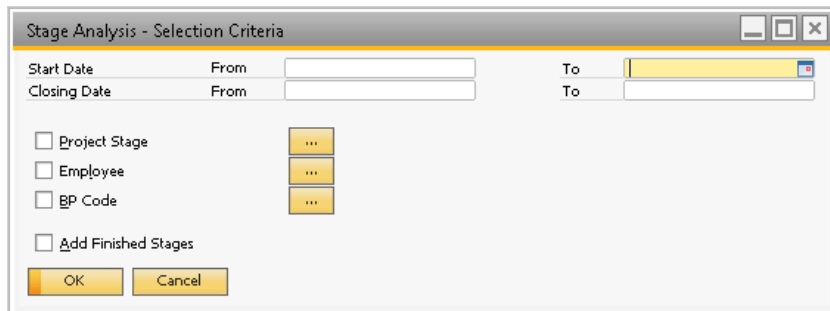 Stage Analysis - Selection Criteria
Start Date From To
Closing Date From To
Project Stage ...
Employee ...
BP Code ...
Add Finished Stages
OK Cancel